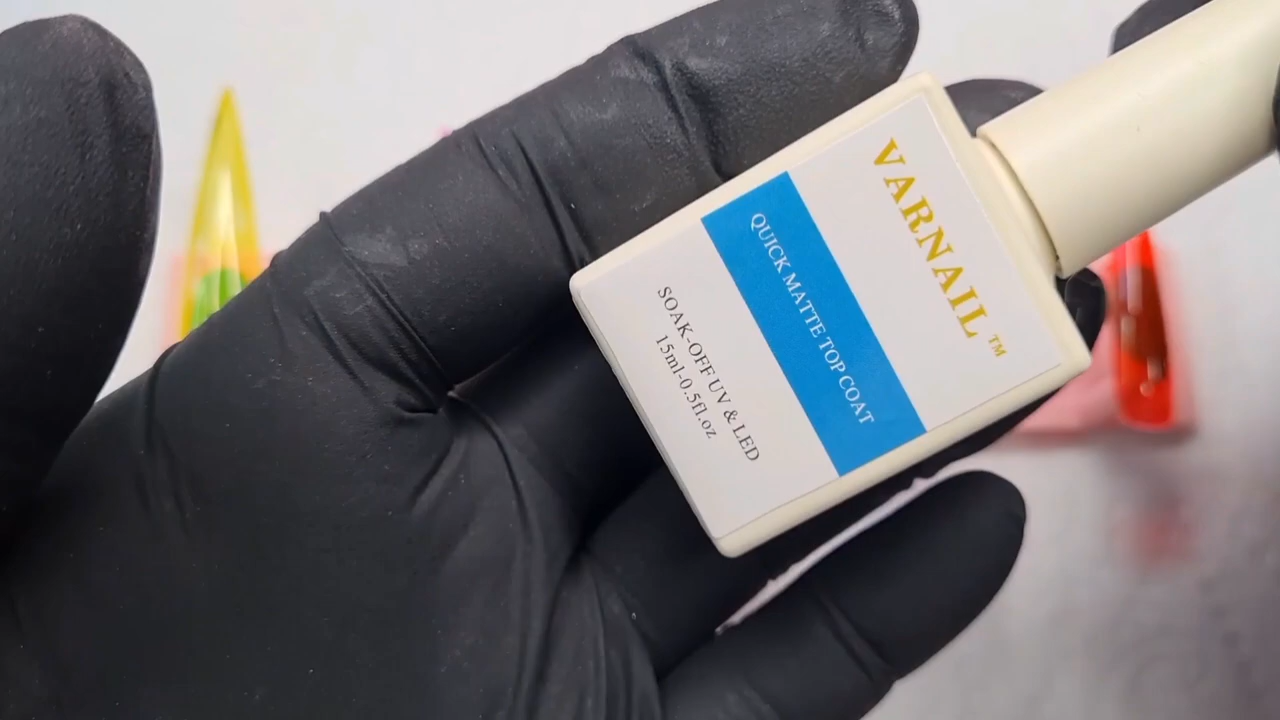 VARNAIL™
QUICK MATTE TOP COAT
SOAK-OFF UV & LED
15ml-0.5fl.oz